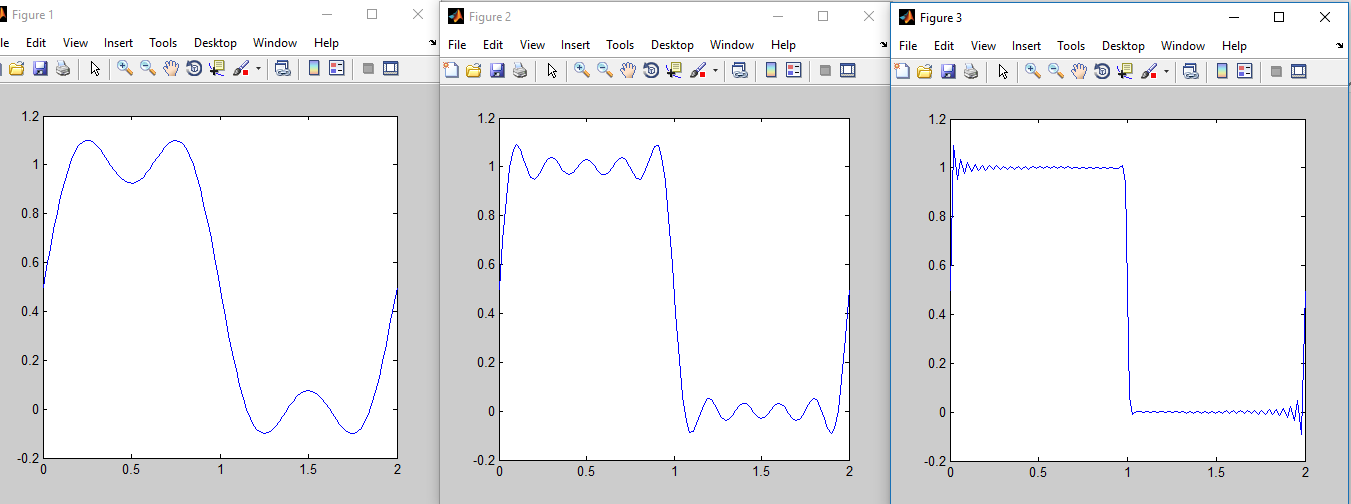 Figure 1
le Edit View Insert Tools Desktop Window Help
1.2
1
0.8
0.6
0.4
0.2
0
-0.2
0 0.5 1 1.5 2
Figure 2
File Edit View Insert Tools Desktop Window Help
1.2
1
0.8
0.6
0.4
0.2
0
-0.2
0 0.5 1 1.5 2
Figure 3
File Edit View Insert Tools Desktop Window Help
1.2
1
0.8
0.6
0.4
0.2
0
-0.2
0 0.5 1 1.5 2